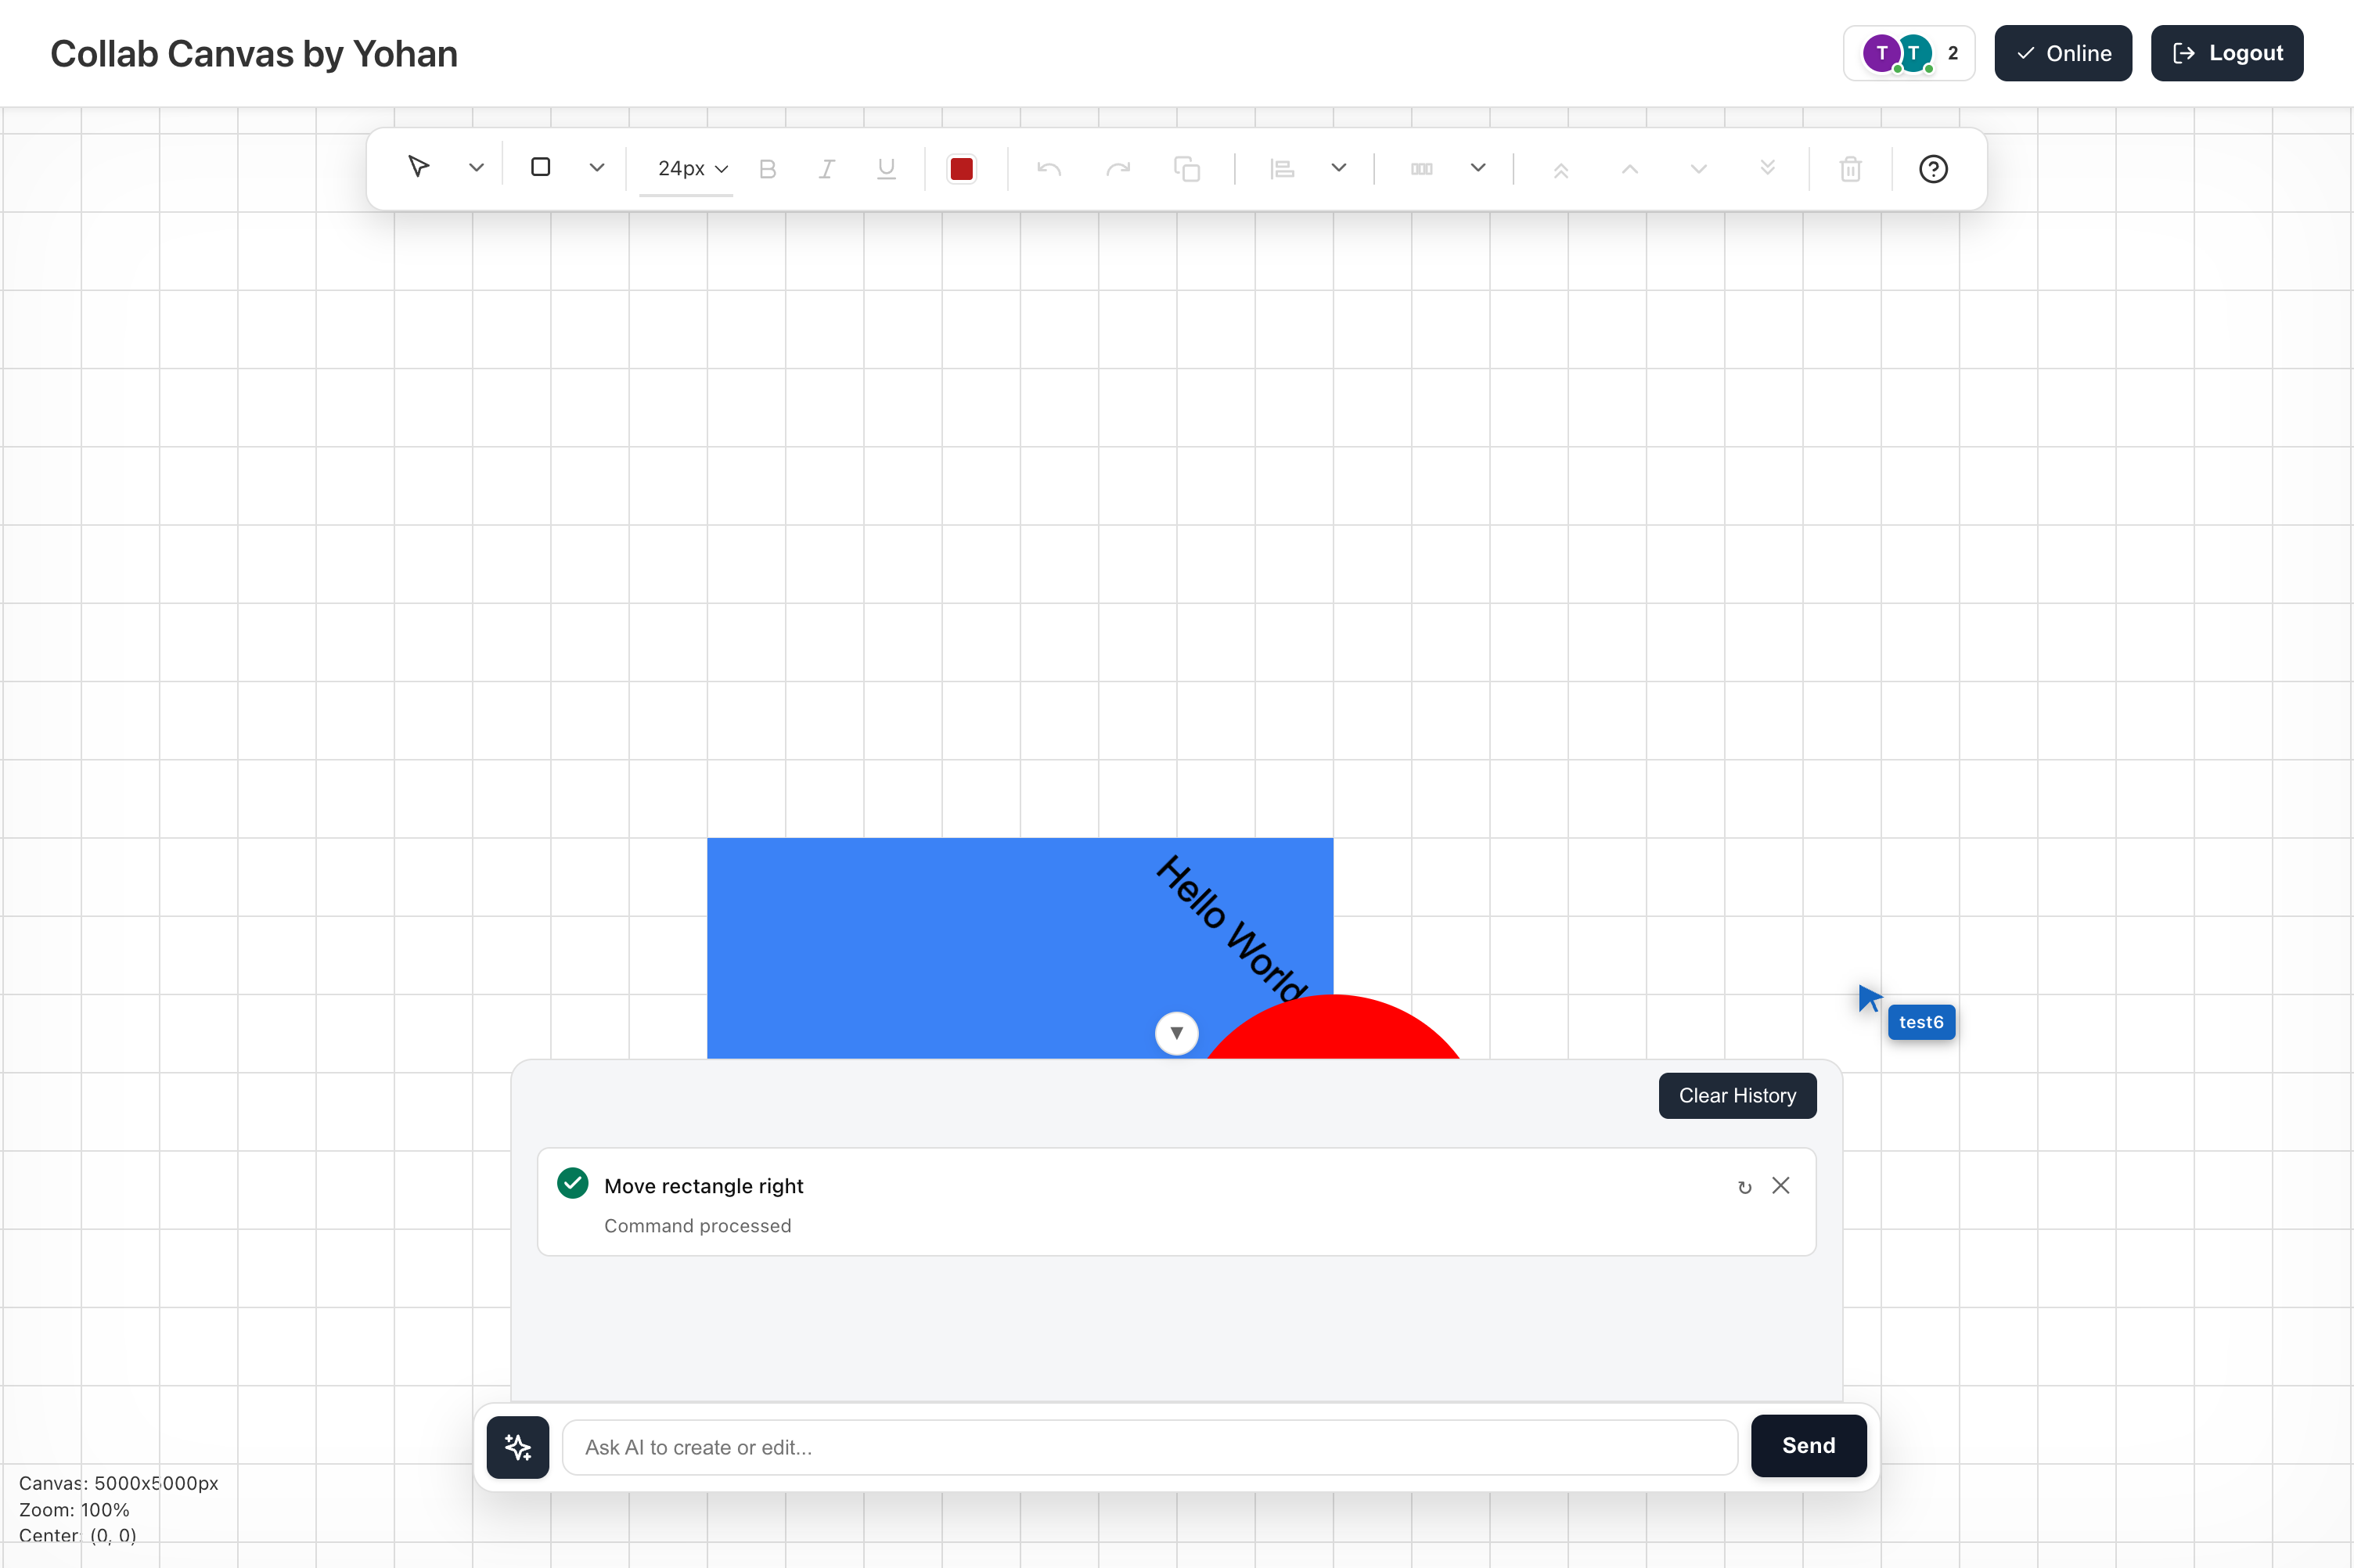 Collab Canvas by Yohan
T T 2
Online
Logout
24px
B I U
Hello World
test6
Clear History
Move rectangle right
Command processed
Ask AI to create or edit...
Send
Canvas: 5000x5000px
Zoom: 100%
Center: (0, 0)